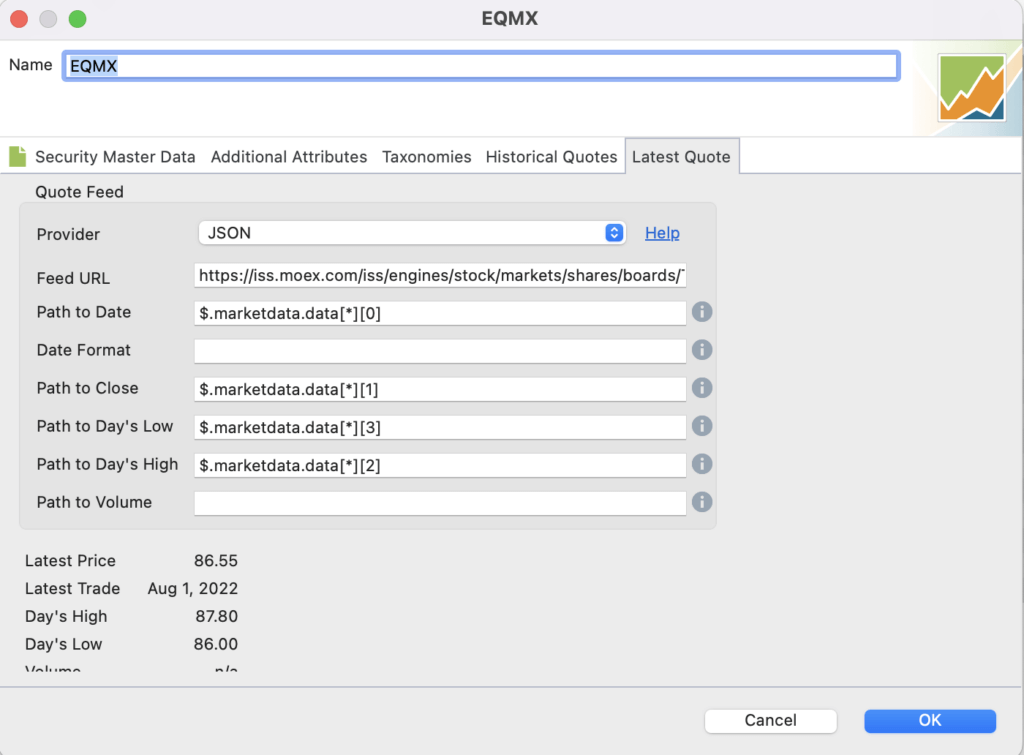 EQMX
Name EQMX
Security Master Data Additional Attributes Taxonomies Historical Quotes Latest Quote
Quote Feed
Provider JSON Help
Feed URL https://iss.moex.com/iss/engines/stock/markets/shares/boards/
Path to Date $.marketdata.data[*][0]
Date Format
Path to Close $.marketdata.data[*][1]
Path to Day's Low $.marketdata.data[*][3]
Path to Day's High $.marketdata.data[*][2]
Path to Volume
Latest Price 86.55
Latest Trade Aug 1, 2022
Day's High 87.80
Day's Low 86.00
Volume n/a
Cancel OK